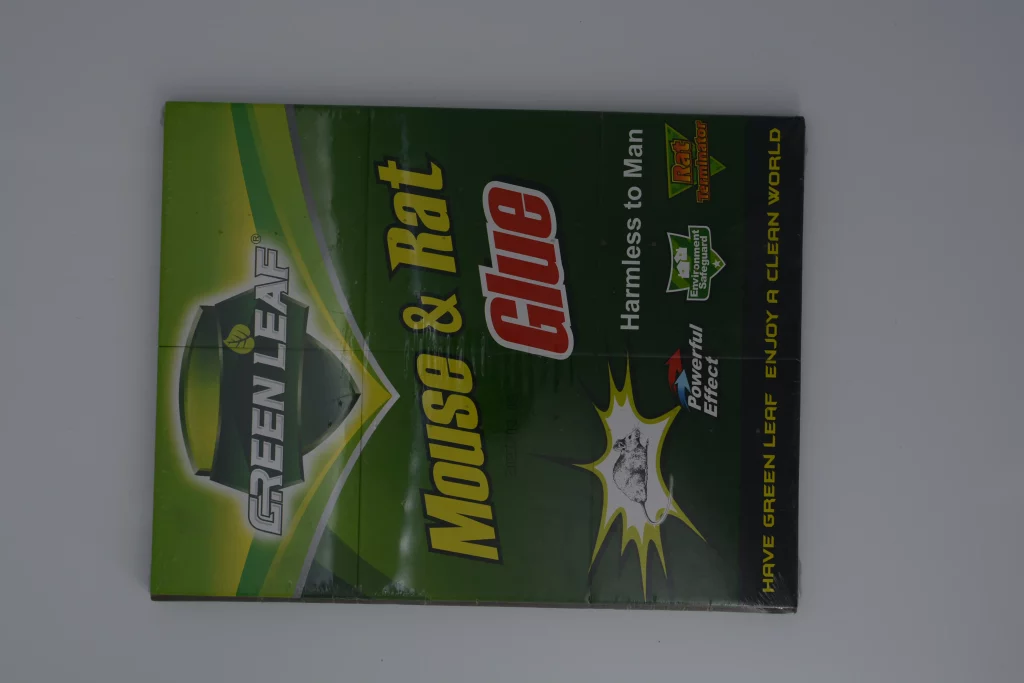 GREEN LEAF®
Mouse & Rat
Glue
Harmless to Man
Powerful
Effect
Environment
Safeguard
Rat
Terminator
HAVE GREEN LEAF ENJOY A CLEAN WORLD